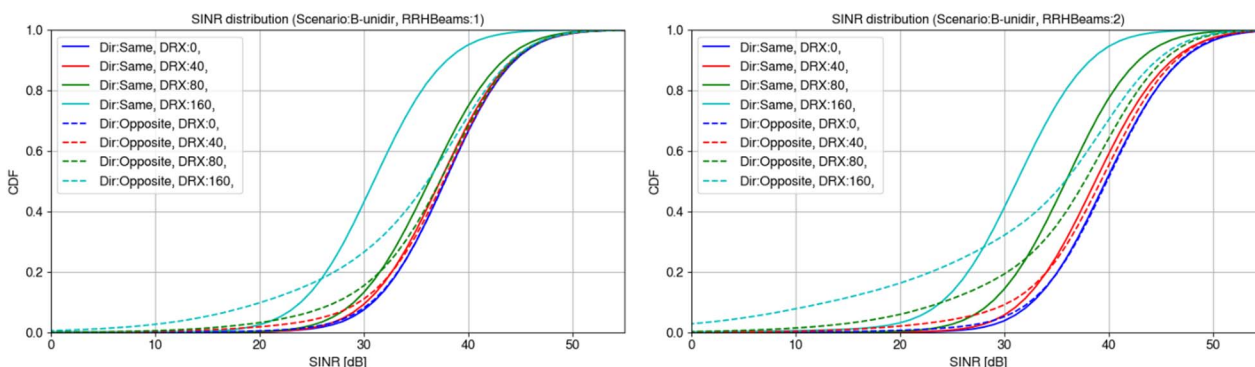 SINR distribution (Scenario:B-unidir, RRHBeams:1)
1.0
0.8
0.6
0.4
0.2
0.0
CDF
Dir:Same, DRX:0,
Dir:Same, DRX:40,
Dir:Same, DRX:80,
Dir:Same, DRX:160,
Dir:Opposite, DRX:0,
Dir:Opposite, DRX:40,
Dir:Opposite, DRX:80,
Dir:Opposite, DRX:160,
0 10 20 30 40 50
SINR [dB]
SINR distribution (Scenario:B-unidir, RRHBeams:2)
1.0
0.8
0.6
0.4
0.2
0.0
CDF
Dir:Same, DRX:0,
Dir:Same, DRX:40,
Dir:Same, DRX:80,
Dir:Same, DRX:160,
Dir:Opposite, DRX:0,
Dir:Opposite, DRX:40,
Dir:Opposite, DRX:80,
Dir:Opposite, DRX:160,
0 10 20 30 40 50
SINR [dB]